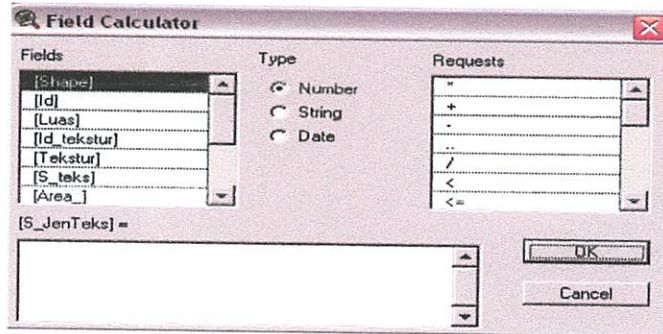 Field Calculator
Fields
[Shape]
[Id]
[Luas]
[Id_tekstur]
[Tekstur]
[S_teks]
[Area_]
Type
Number
String
Date
Requests
+
-
/
<
<=
[S_JenTeks] =
OK
Cancel